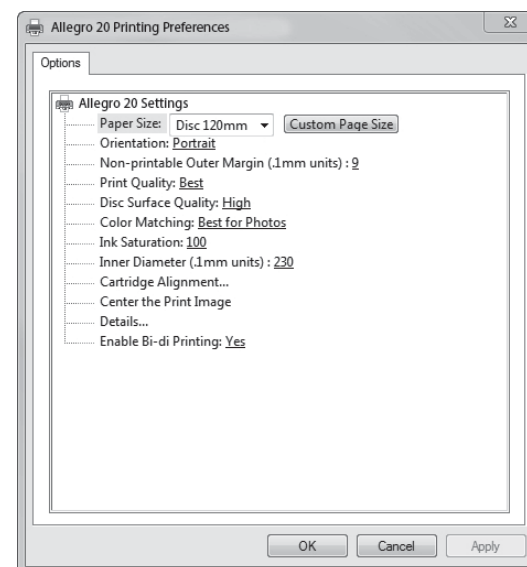 Allegro 20 Printing Preferences
Options
Allegro 20 Settings
Paper Size: Disc 120mm Custom Page Size
Orientation: Portrait
Non-printable Outer Margin (.1mm units) : 9
Print Quality: Best
Disc Surface Quality: High
Color Matching: Best for Photos
Ink Saturation: 100
Inner Diameter (.1mm units) : 230
Cartridge Alignment...
Center the Print Image
Details...
Enable Bi-di Printing: Yes
OK Cancel Apply